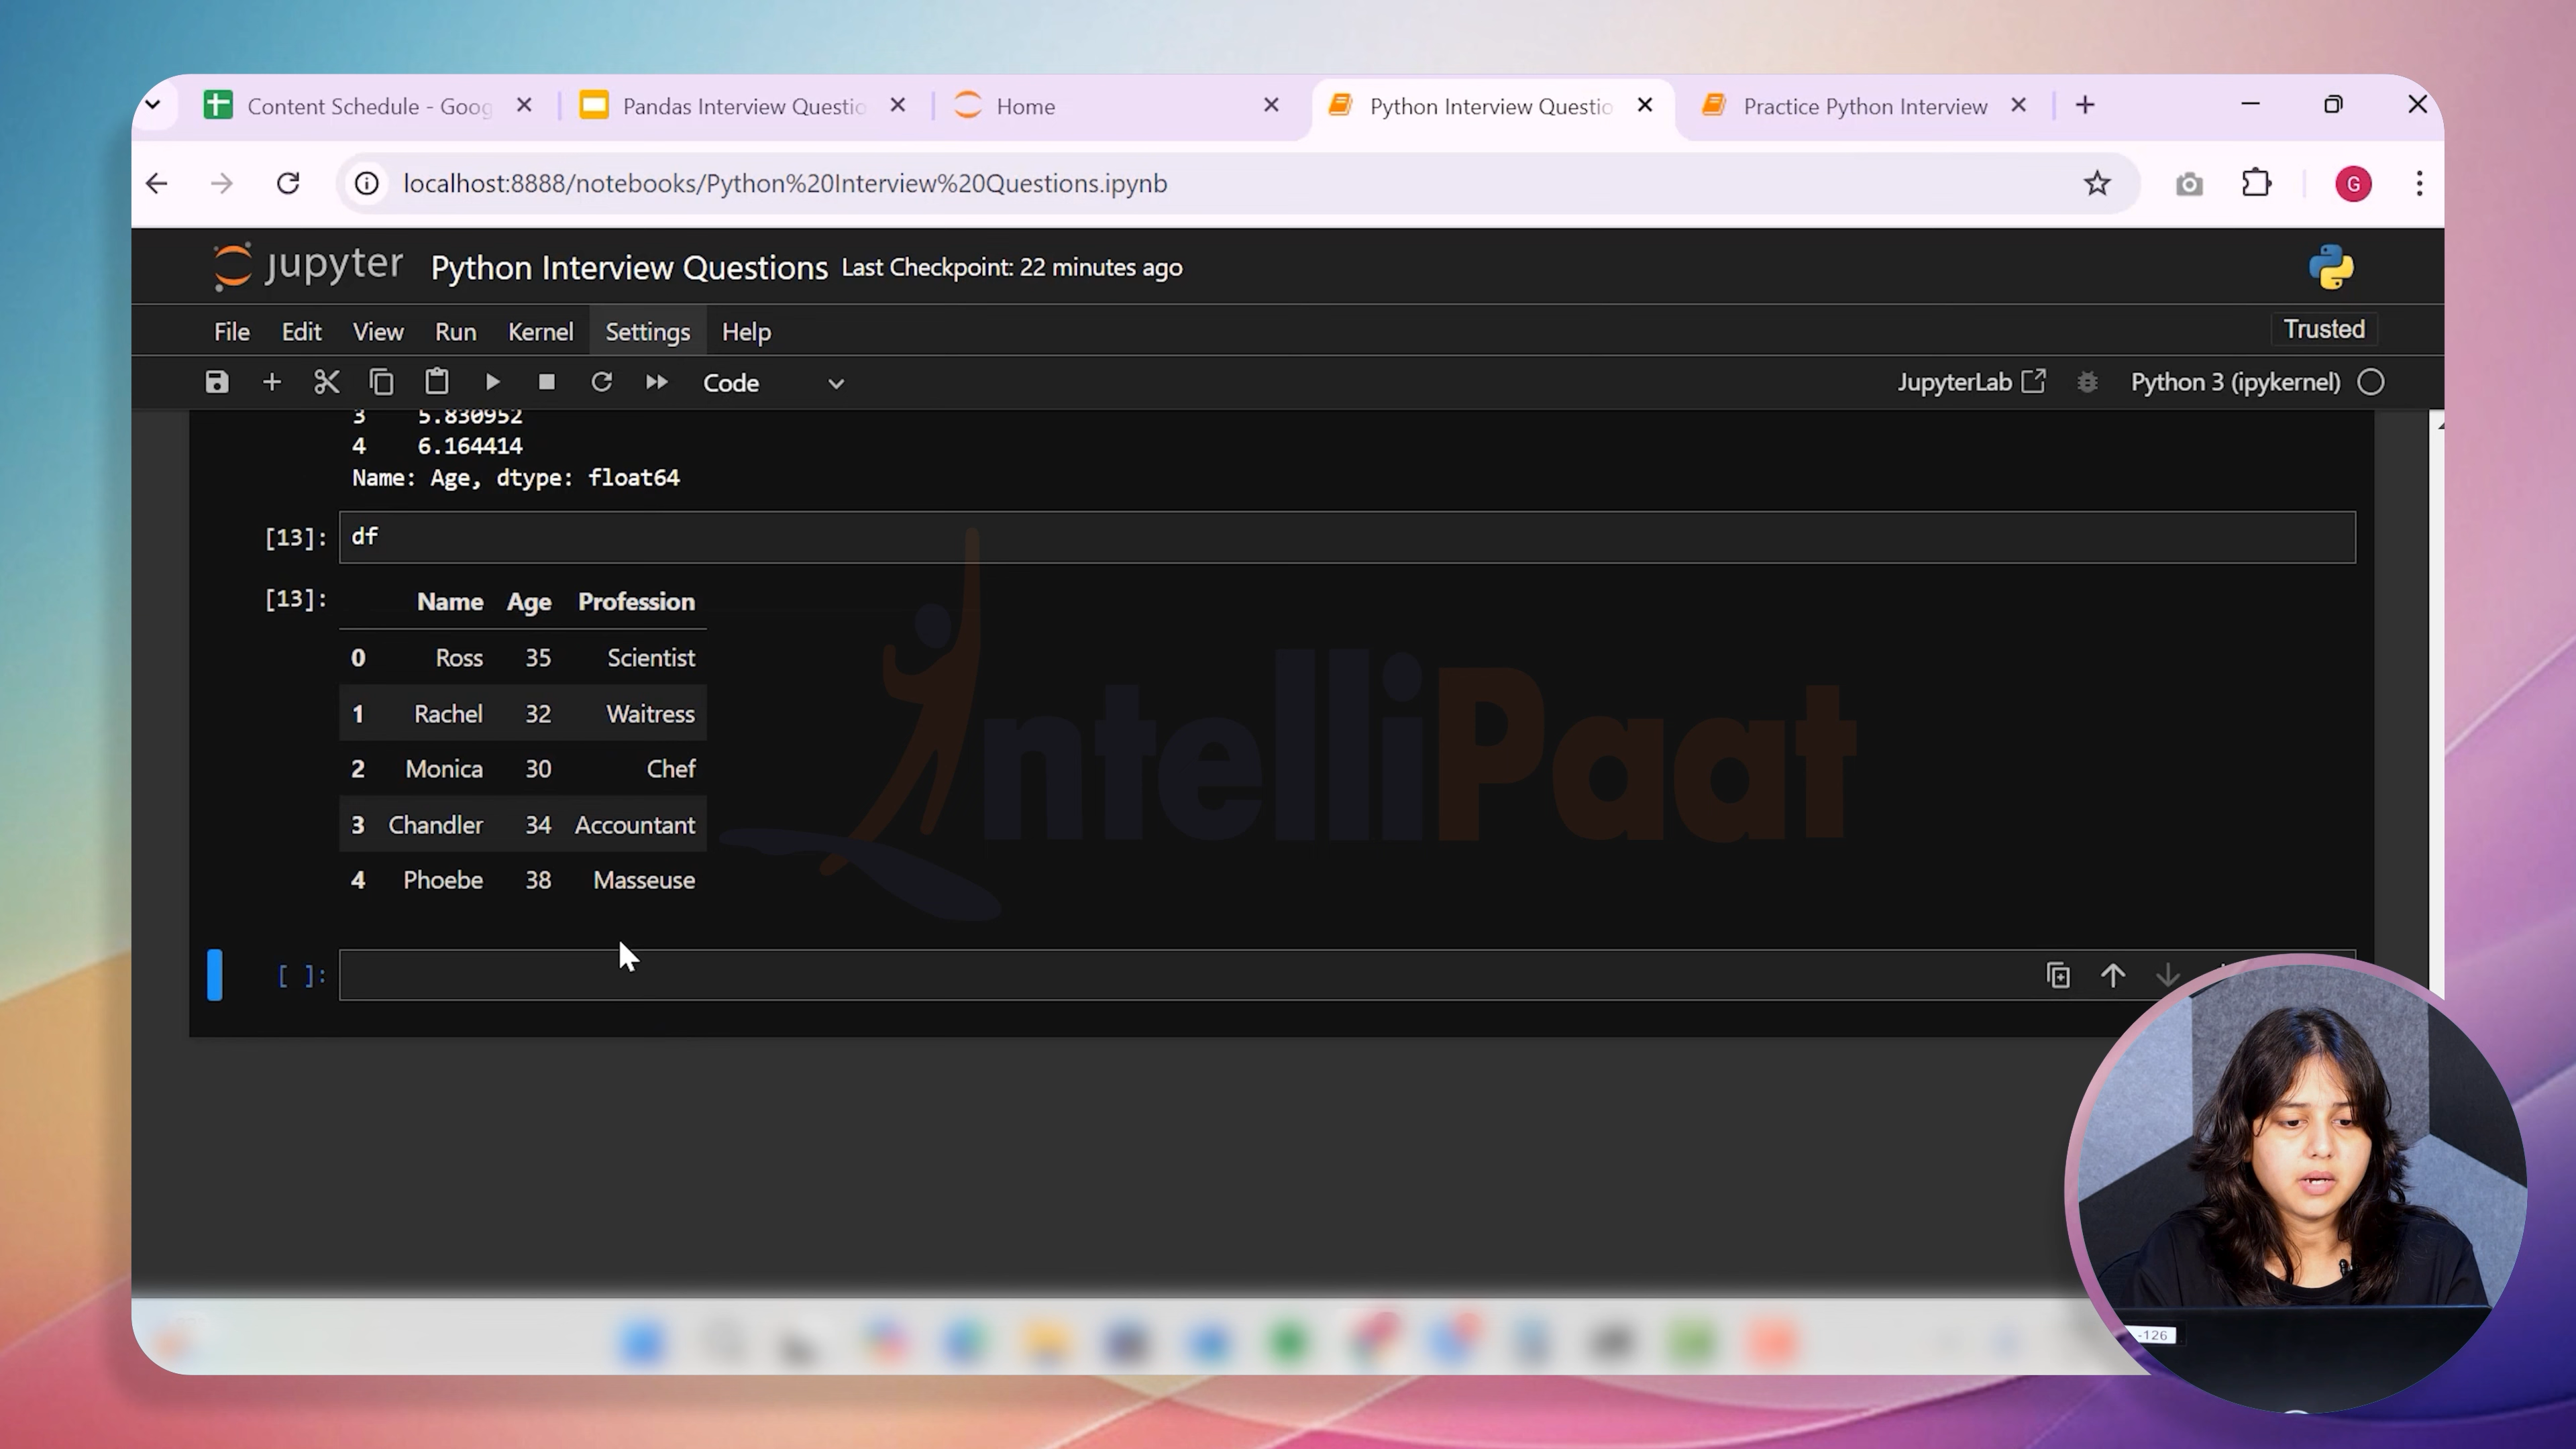 Content Schedule - Goog
Pandas Interview Questio
Home
Python Interview Questio
Practice Python Interview
localhost:8888/notebooks/Python%20Interview%20Questions.ipynb
G
jupyter Python Interview Questions Last Checkpoint: 22 minutes ago
File Edit View Run Kernel Settings Help
Trusted
Code
JupyterLab
Python 3 (ipykernel)
3 5.830952
4 6.164414
Name: Age, dtype: float64
[13]: df
[13]: Name Age Profession
0 Ross 35 Scientist
1 Rachel 32 Waitress
2 Monica 30 Chef
3 Chandler 34 Accountant
4 Phoebe 38 Masseuse
[ ]:
IntelliPaat
-126